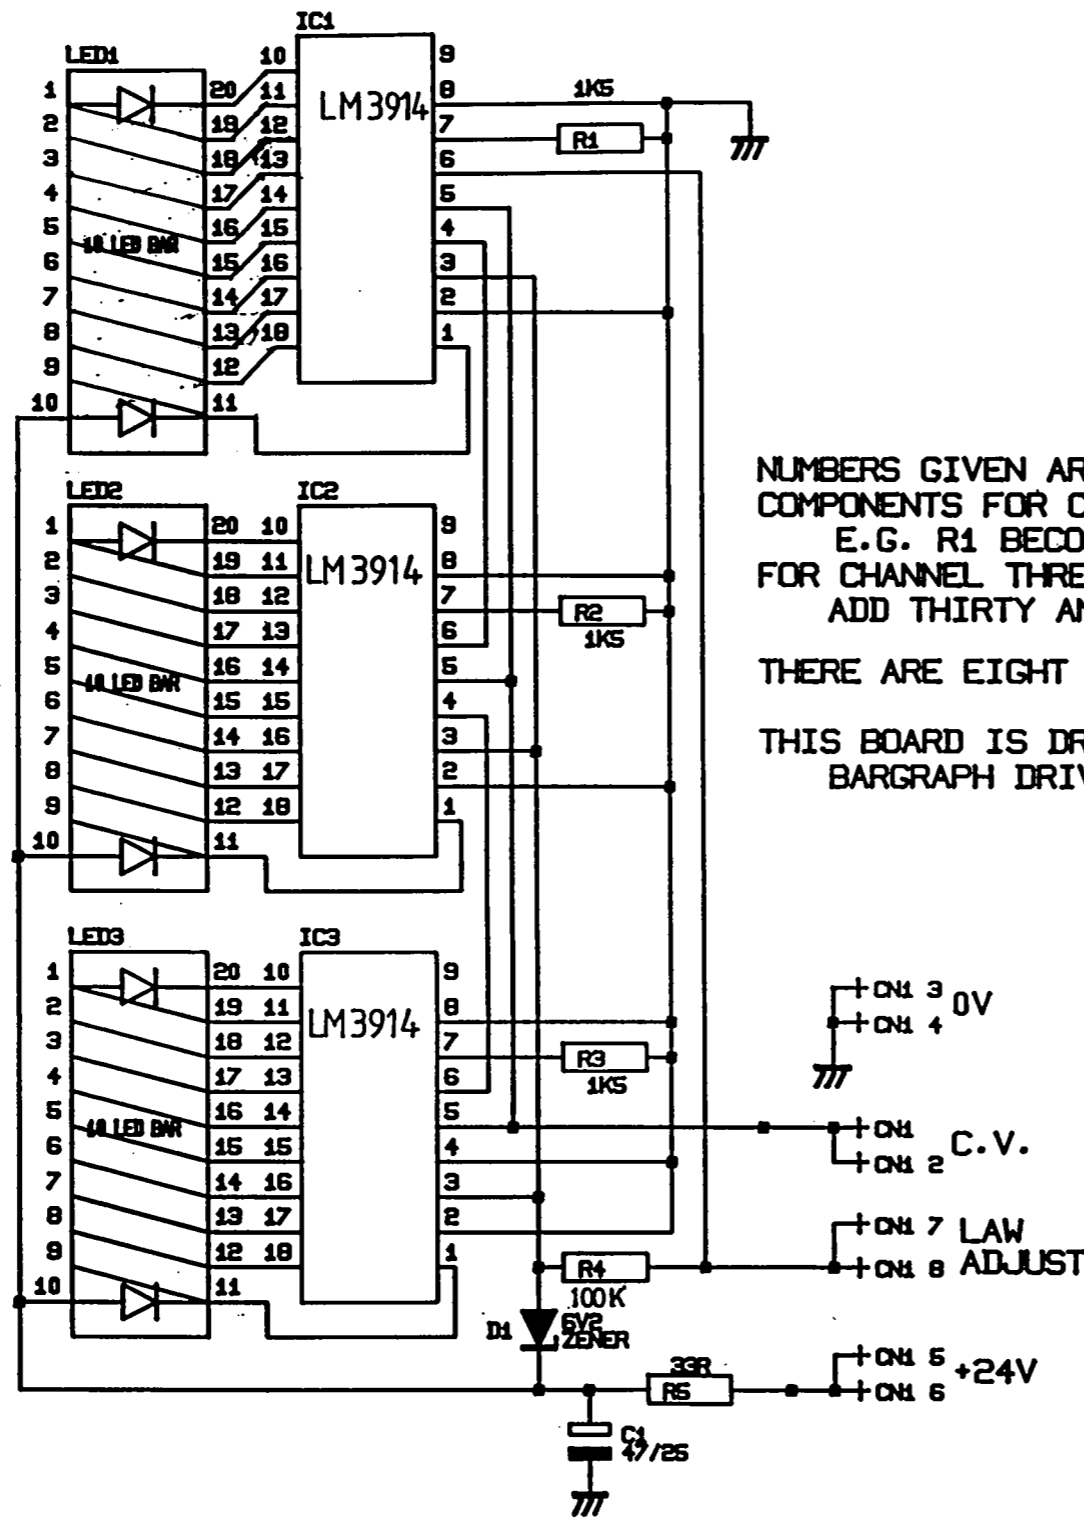 IC1
LED1
LM3914
10 LED BAR
1
2
3
4
5
6
7
8
9
10
20
19
18
17
16
15
14
13
12
11
10
11
12
13
14
15
16
17
18
9
8
7
6
5
4
3
2
1
1K5
R1
LED2
IC2
LM3914
10 LED BAR
1
2
3
4
5
6
7
8
9
10
20
19
18
17
16
15
14
13
12
11
10
11
12
13
14
15
16
17
18
9
8
7
6
5
4
3
2
1
R2
1K5
NUMBERS GIVEN AR
COMPONENTS FOR C
E.G. R1 BECO
FOR CHANNEL THRE
ADD THIRTY AN
THERE ARE EIGHT
THIS BOARD IS DR
BARGRAPH DRIV
LED3
IC3
LM3914
10 LED BAR
1
2
3
4
5
6
7
8
9
10
20
19
18
17
16
15
14
13
12
11
10
11
12
13
14
15
16
17
18
9
8
7
6
5
4
3
2
1
R3
1K5
CN1 3
CN1 4
0V
CN1
CN1 2
C.V.
CN1 7
CN1 8
LAW
ADJUST
R4
100K
D1
6V2
ZENER
33R
R5
CN1 5
CN1 6
+24V
C1
47/25